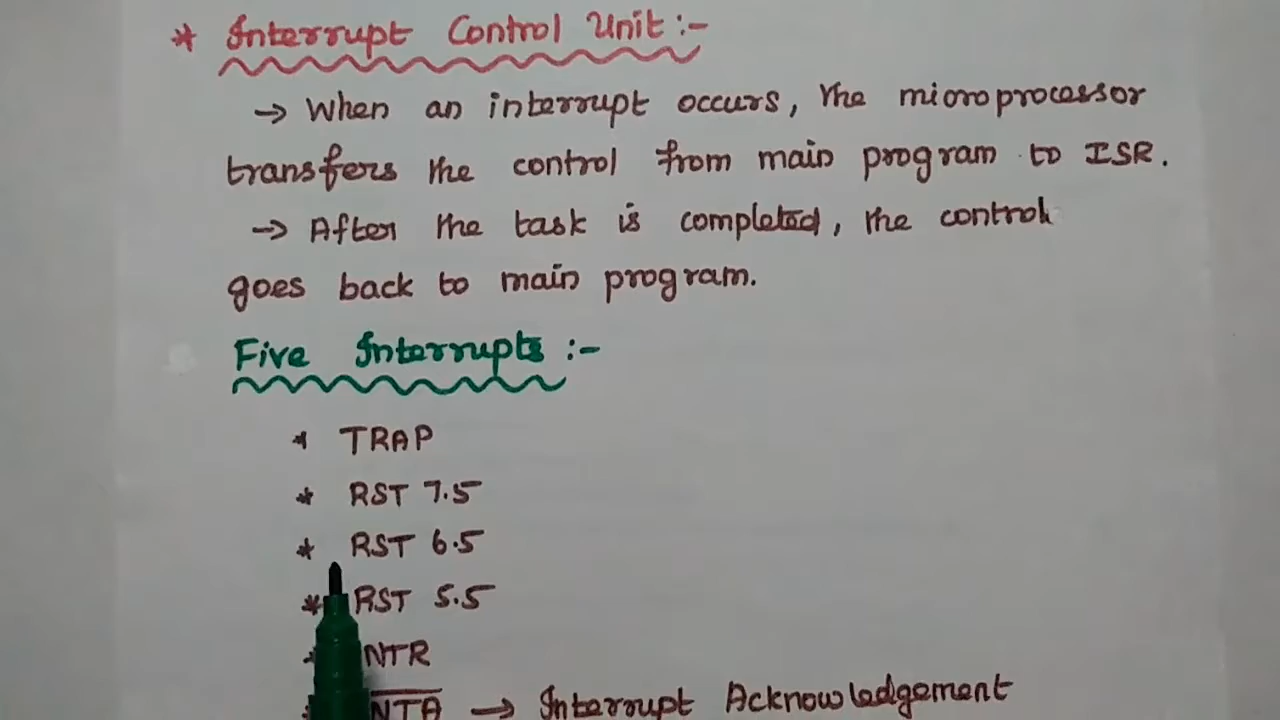 * Interrupt Control Unit :-
→ When an interrupt occurs, the microprocessor
transfers the control from main program to ISR.
→ After the task is completed, the control
goes back to main program.
Five Interrupts :-
* TRAP
* RST 7.5
* RST 6.5
* RST 5.5
* NTR
* NTA → Interrupt Acknowledgement